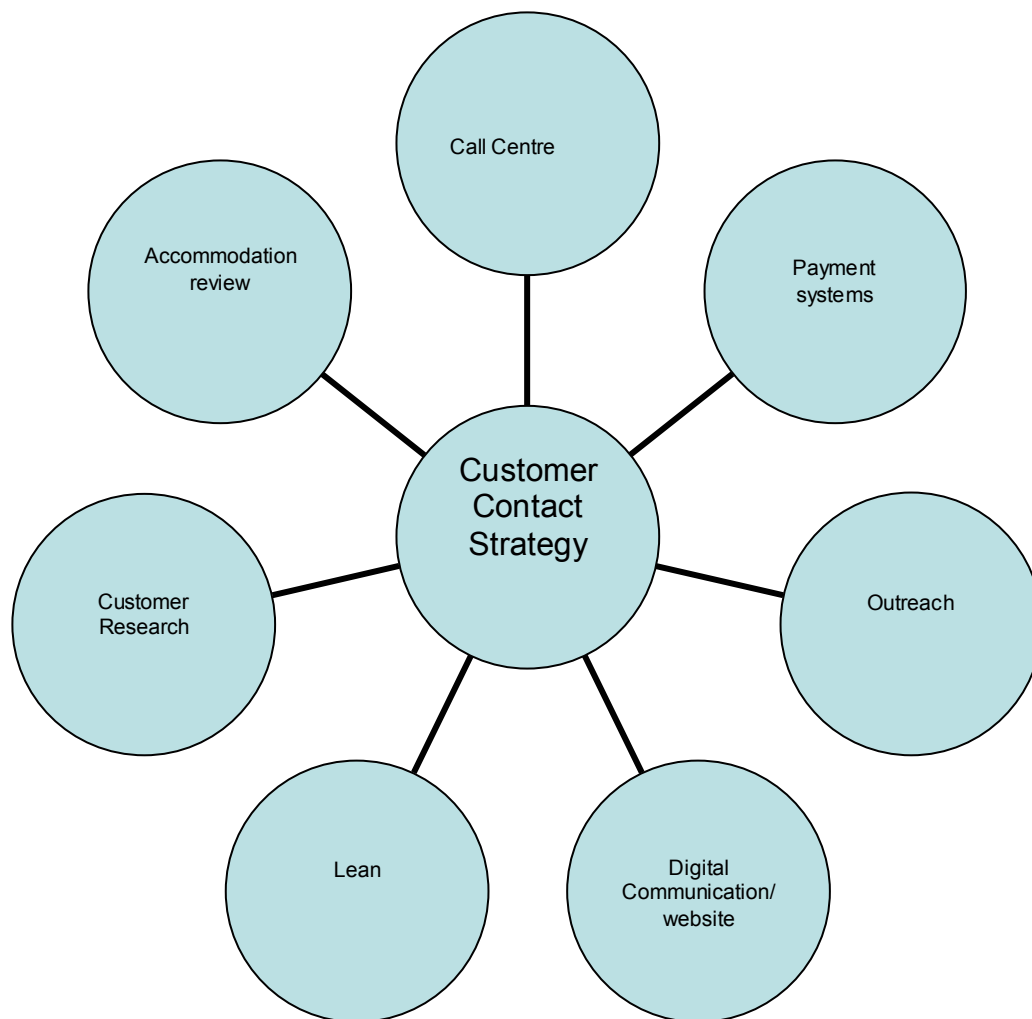 Call Centre
Accommodation
review
Payment
systems
Customer
Contact
Strategy
Customer
Research
Outreach
Lean
Digital
Communication/
website